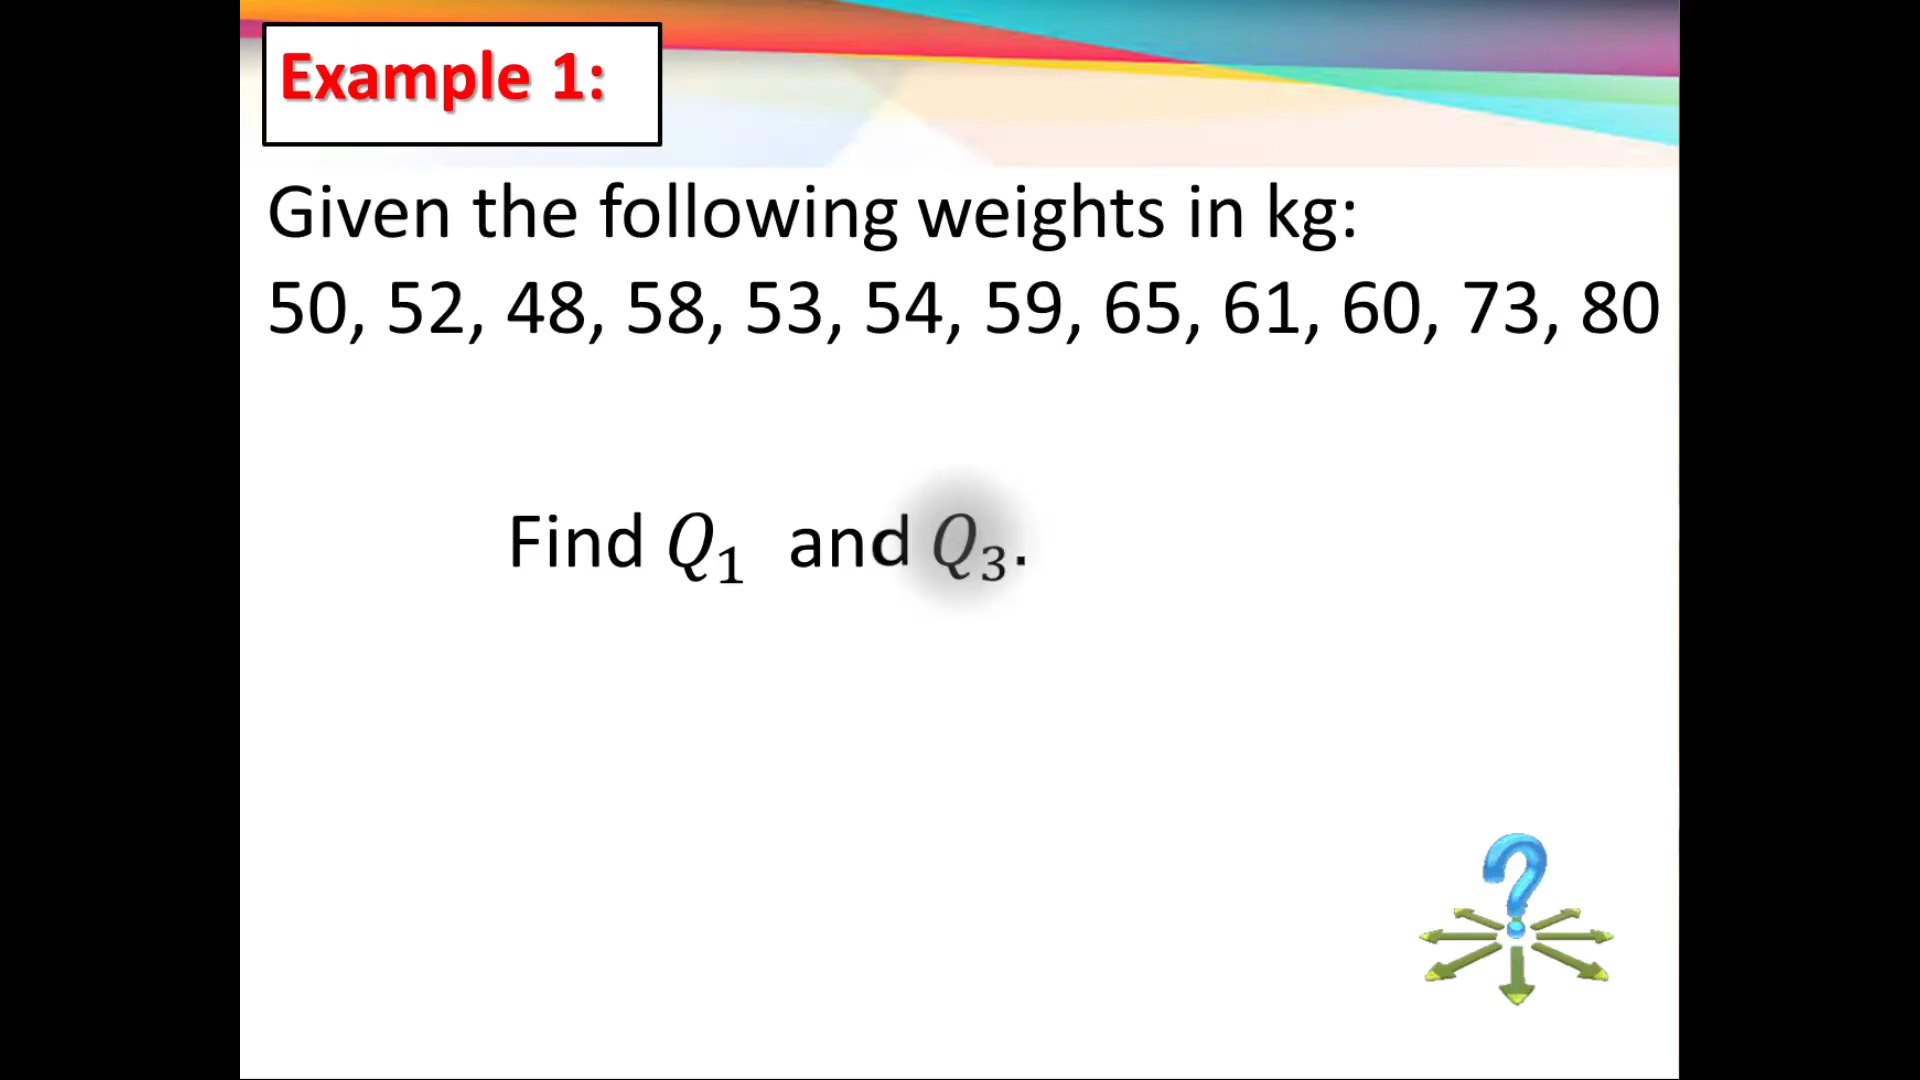 Example 1:
Given the following weights in kg:
50, 52, 48, 58, 53, 54, 59, 65, 61, 60, 73, 80
Find Q₁ and Q₃.